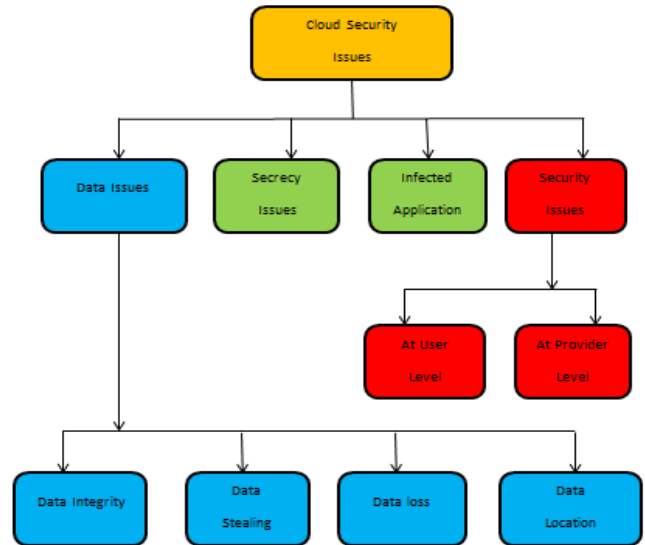 Cloud Security
Issues
Data Issues
Secrecy
Issues
Infected
Application
Security
Issues
At User
Level
At Provider
Level
Data Integrity
Data
Stealing
Data loss
Data
Location